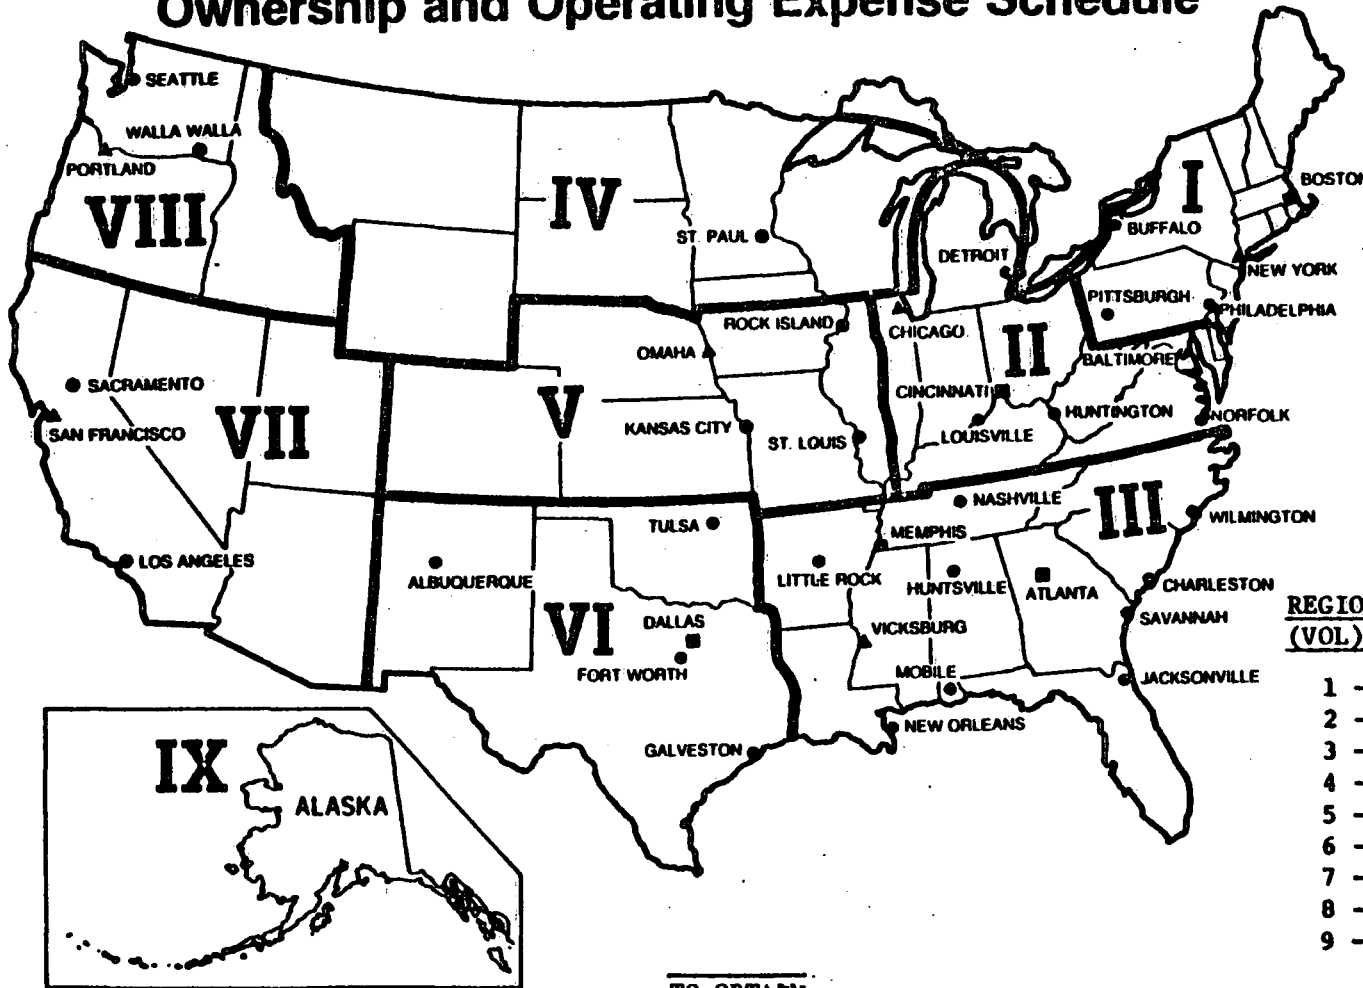 Ownership and Operating Expense Schedule
SEATTLE
WALLA WALLA
PORTLAND
VIII
IV
I
BOSTON
ST. PAUL
BUFFALO
DETROIT
NEW YORK
PITTSBURGH
PHILADELPHIA
ROCK ISLAND
CHICAGO
II
OMAHA
BALTIMORE
SACRAMENTO
CINCINNATI
V
VII
SAN FRANCISCO
KANSAS CITY
ST. LOUIS
LOUISVILLE
HUNTINGTON
NORFOLK
NASHVILLE
III
WILMINGTON
TULSA
MEMPHIS
LOS ANGELES
ALBUQUERQUE
LITTLE ROCK
HUNTSVILLE
ATLANTA
CHARLESTON
VI
DALLAS
VICKSBURG
SAVANNAH
FORT WORTH
MOBILE
JACKSONVILLE
NEW ORLEANS
GALVESTON
IX
ALASKA
REGIO
(VOL)
1 -
2 -
3 -
4 -
5 -
6 -
7 -
8 -
9 -